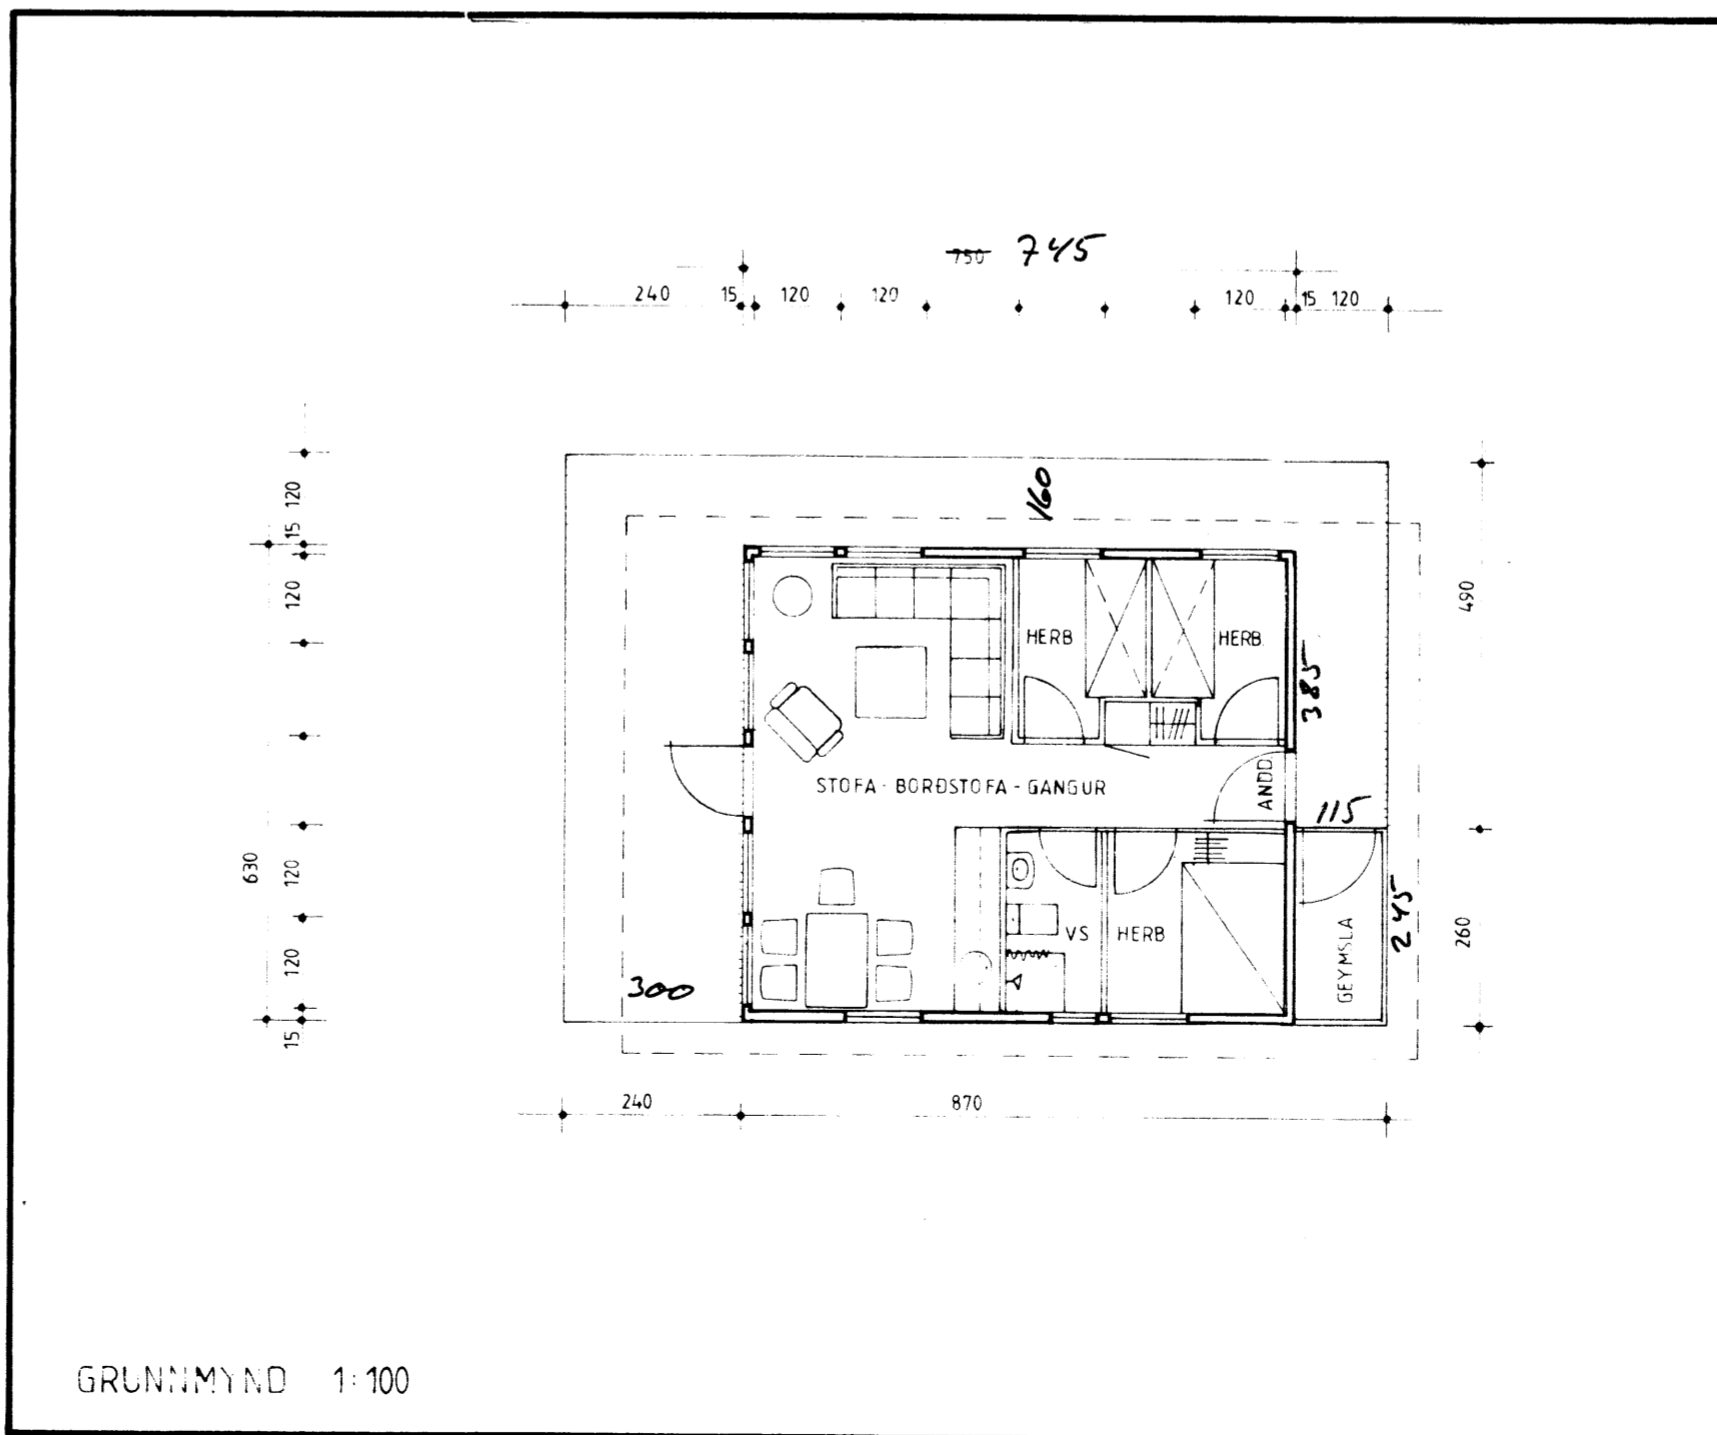 750 745
240 15 120 120 120 15 120
120
15
120
630
120
120
15
160
490
HERB
HERB.
385
STOFA - BORÐSTOFA - GANGUR
ANDD.
115
VS
HERB
GEYMSLA
245
260
300
240
870
GRUNNMYND 1:100